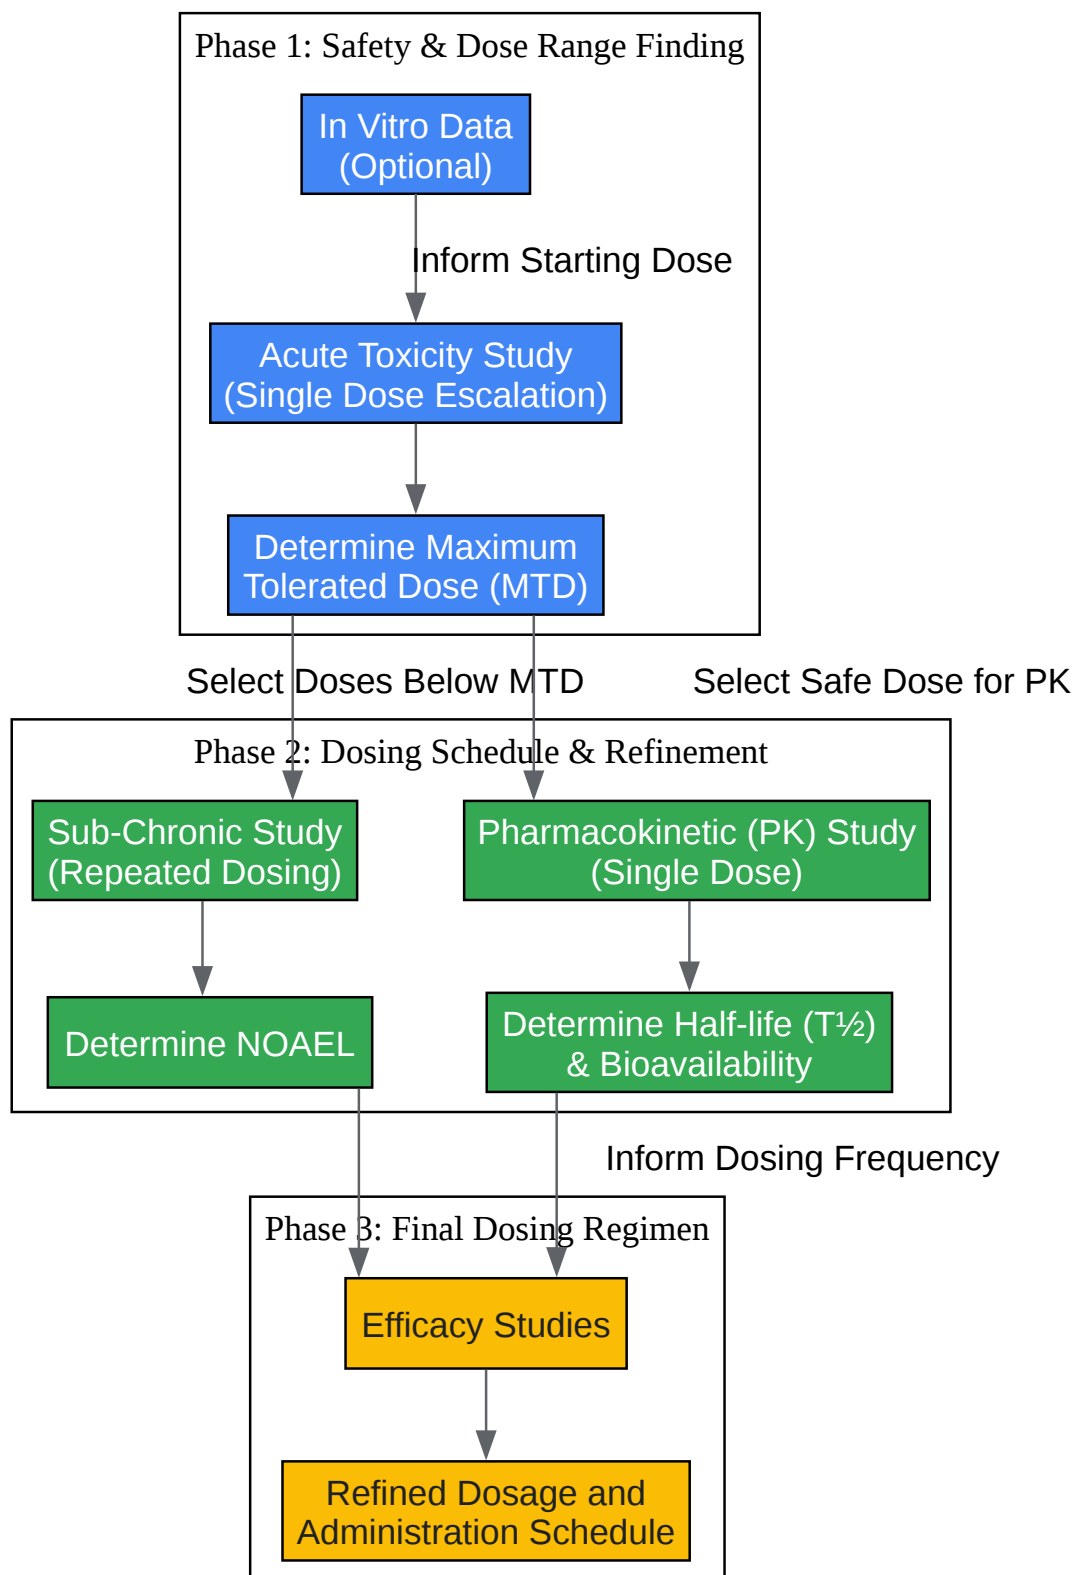 Phase 1: Safety & Dose Range Finding
In Vitro Data
(Optional)
Inform Starting Dose
Acute Toxicity Study
(Single Dose Escalation)
Determine Maximum
Tolerated Dose (MTD)
Select Doses Below MTD
Select Safe Dose for PK
Phase 2: Dosing Schedule & Refinement
Sub-Chronic Study
(Repeated Dosing)
Pharmacokinetic (PK) Study
(Single Dose)
Determine NOAEL
Determine Half-life (T½)
& Bioavailability
Inform Dosing Frequency
Phase 3: Final Dosing Regimen
Efficacy Studies
Refined Dosage and
Administration Schedule